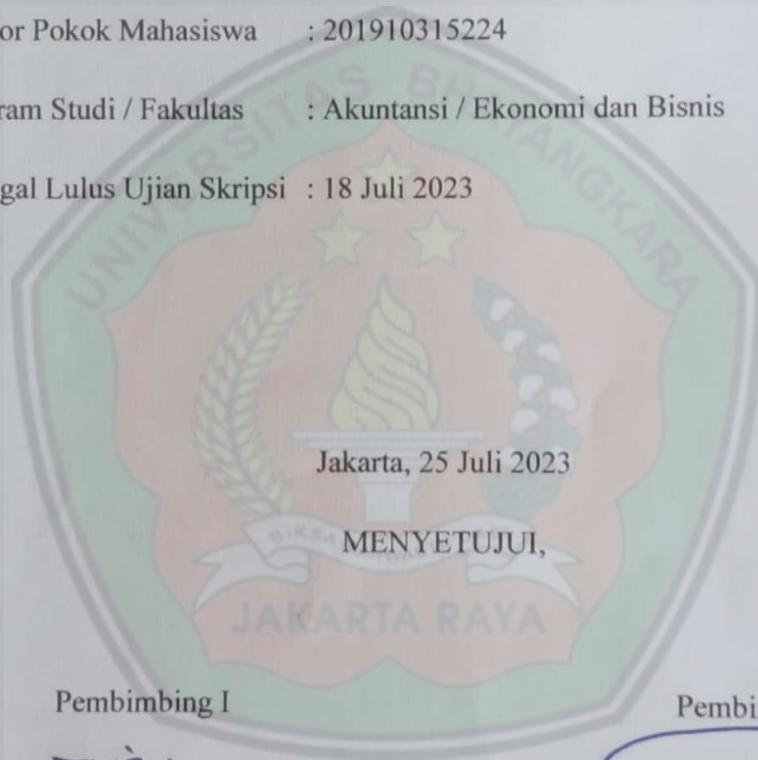 or Pokok Mahasiswa : 201910315224
ram Studi / Fakultas : Akuntansi / Ekonomi dan Bisnis
gal Lulus Ujian Skripsi : 18 Juli 2023
UNIVERSITAS BHAYANGKARA
Jakarta, 25 Juli 2023
MENYETUJUI,
JAKARTA RAYA
Pembimbing I Pembi